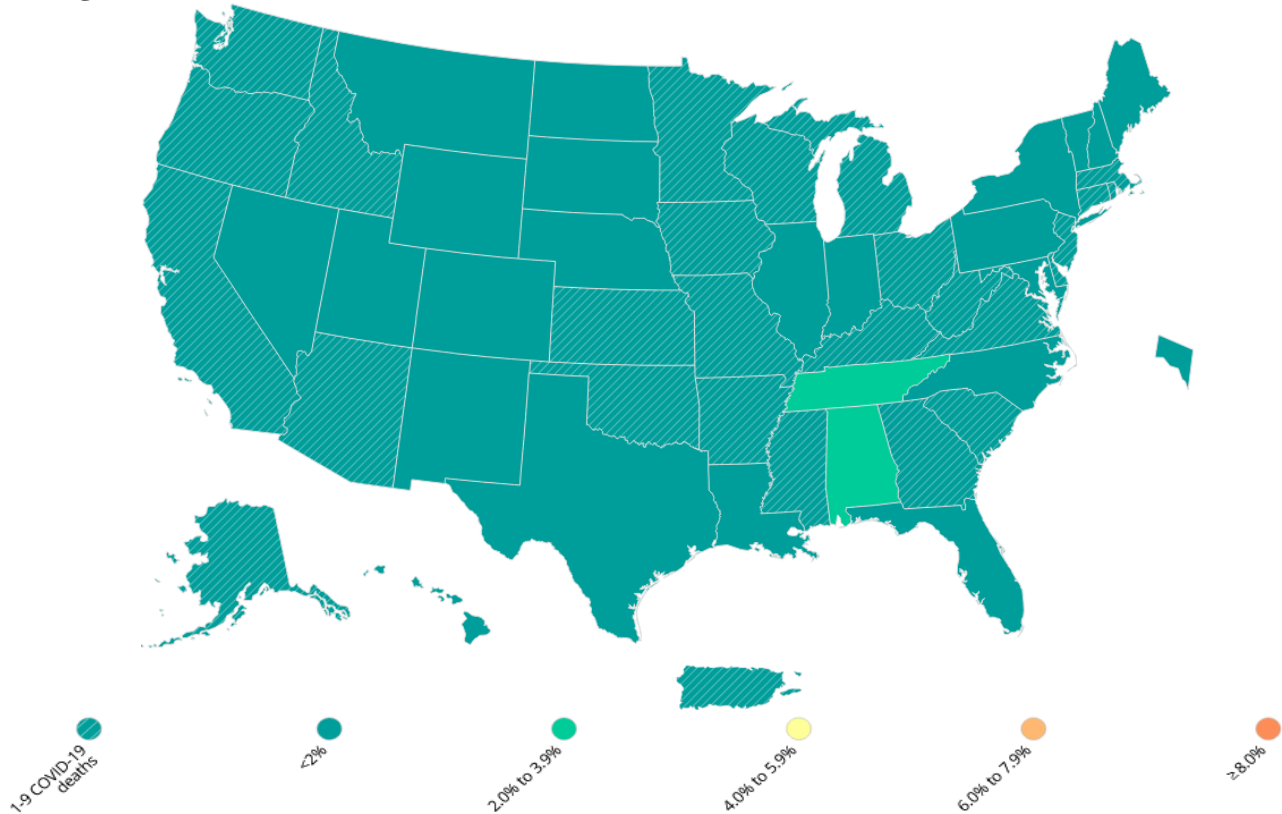 1-9 COVID-19
deaths
<2%
2.0% to 3.9%
4.0% to 5.9%
6.0% to 7.9%
≥8.0%